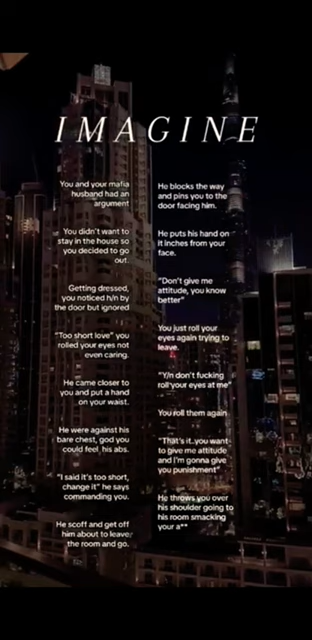 IMAGINE
You and your mafia
husband had an
argument
You didn't want to
stay in the house so
you decided to go
out.
Getting dressed,
you noticed h/n by
the door but ignored
"Too short love" you
rolled your eyes not
even caring.
He came closer to
you and put a hand
on your waist.
He were against his
bare chest, god you
could feel his abs.
"I said it's too short,
change it" he says
commanding you.
He scoff and get off
him about to leave
the room and go.
He blocks the way
and pins you to the
door facing him.
He puts his hand on
it inches from your
face.
"Don't give me
attitude, you know
better"
You just roll your
eyes again trying to
leave.
"Y/n don't fucking
roll your eyes at me"
You roll them again
"That's it..you want
to give me attitude
and I'm gonna give
you punishment"
He throws you over
his shoulder going to
his room smacking
your a**